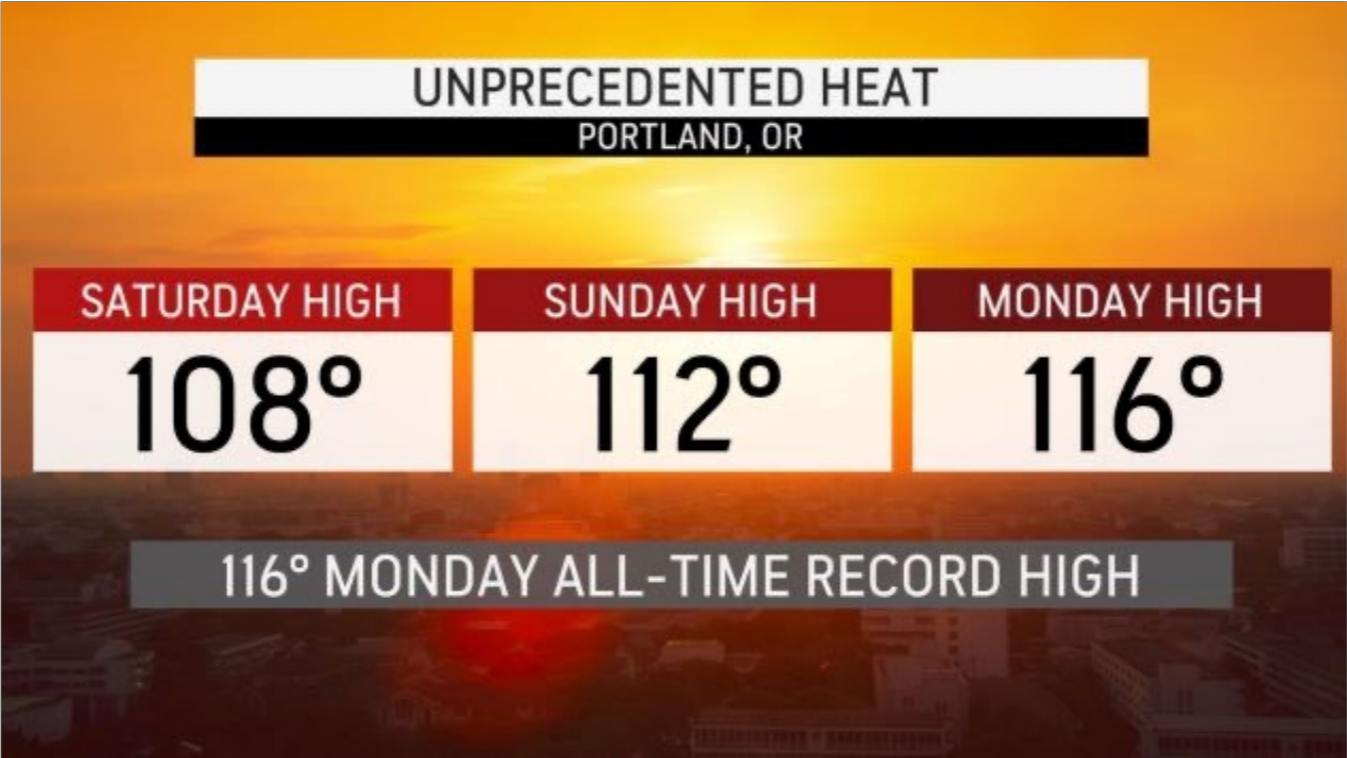 UNPRECEDENTED HEAT
PORTLAND, OR
SATURDAY HIGH
108°
SUNDAY HIGH
112°
MONDAY HIGH
116°
116° MONDAY ALL-TIME RECORD HIGH